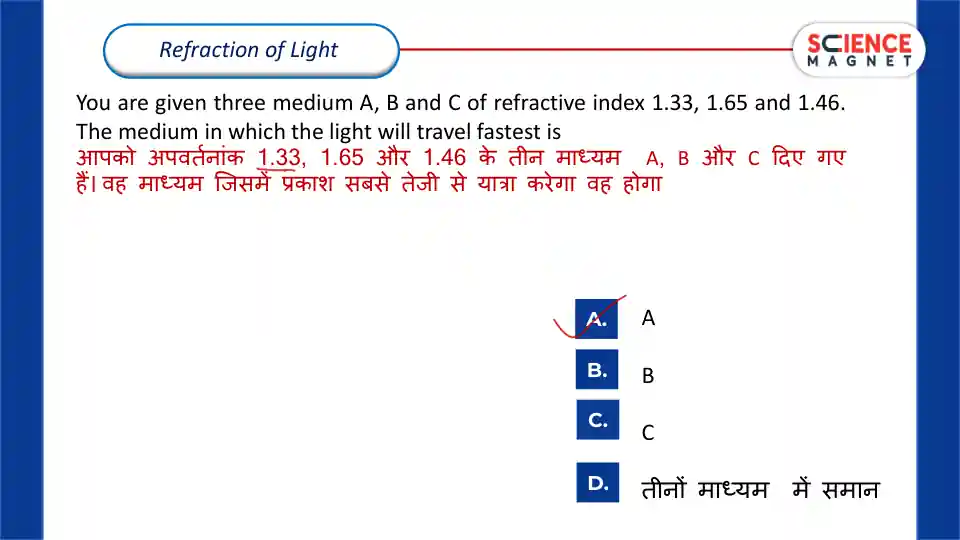 Refraction of Light
SCIENCE
MAGNET
You are given three medium A, B and C of refractive index 1.33, 1.65 and 1.46.
The medium in which the light will travel fastest is
आपको अपवर्तनांक 1.33, 1.65 और 1.46 के तीन माध्यम A, B और C दिए गए
हैं। वह माध्यम जिसमें प्रकाश सबसे तेजी से यात्रा करेगा वह होगा
A. A
B. B
C. C
D. तीनों माध्यम में समान